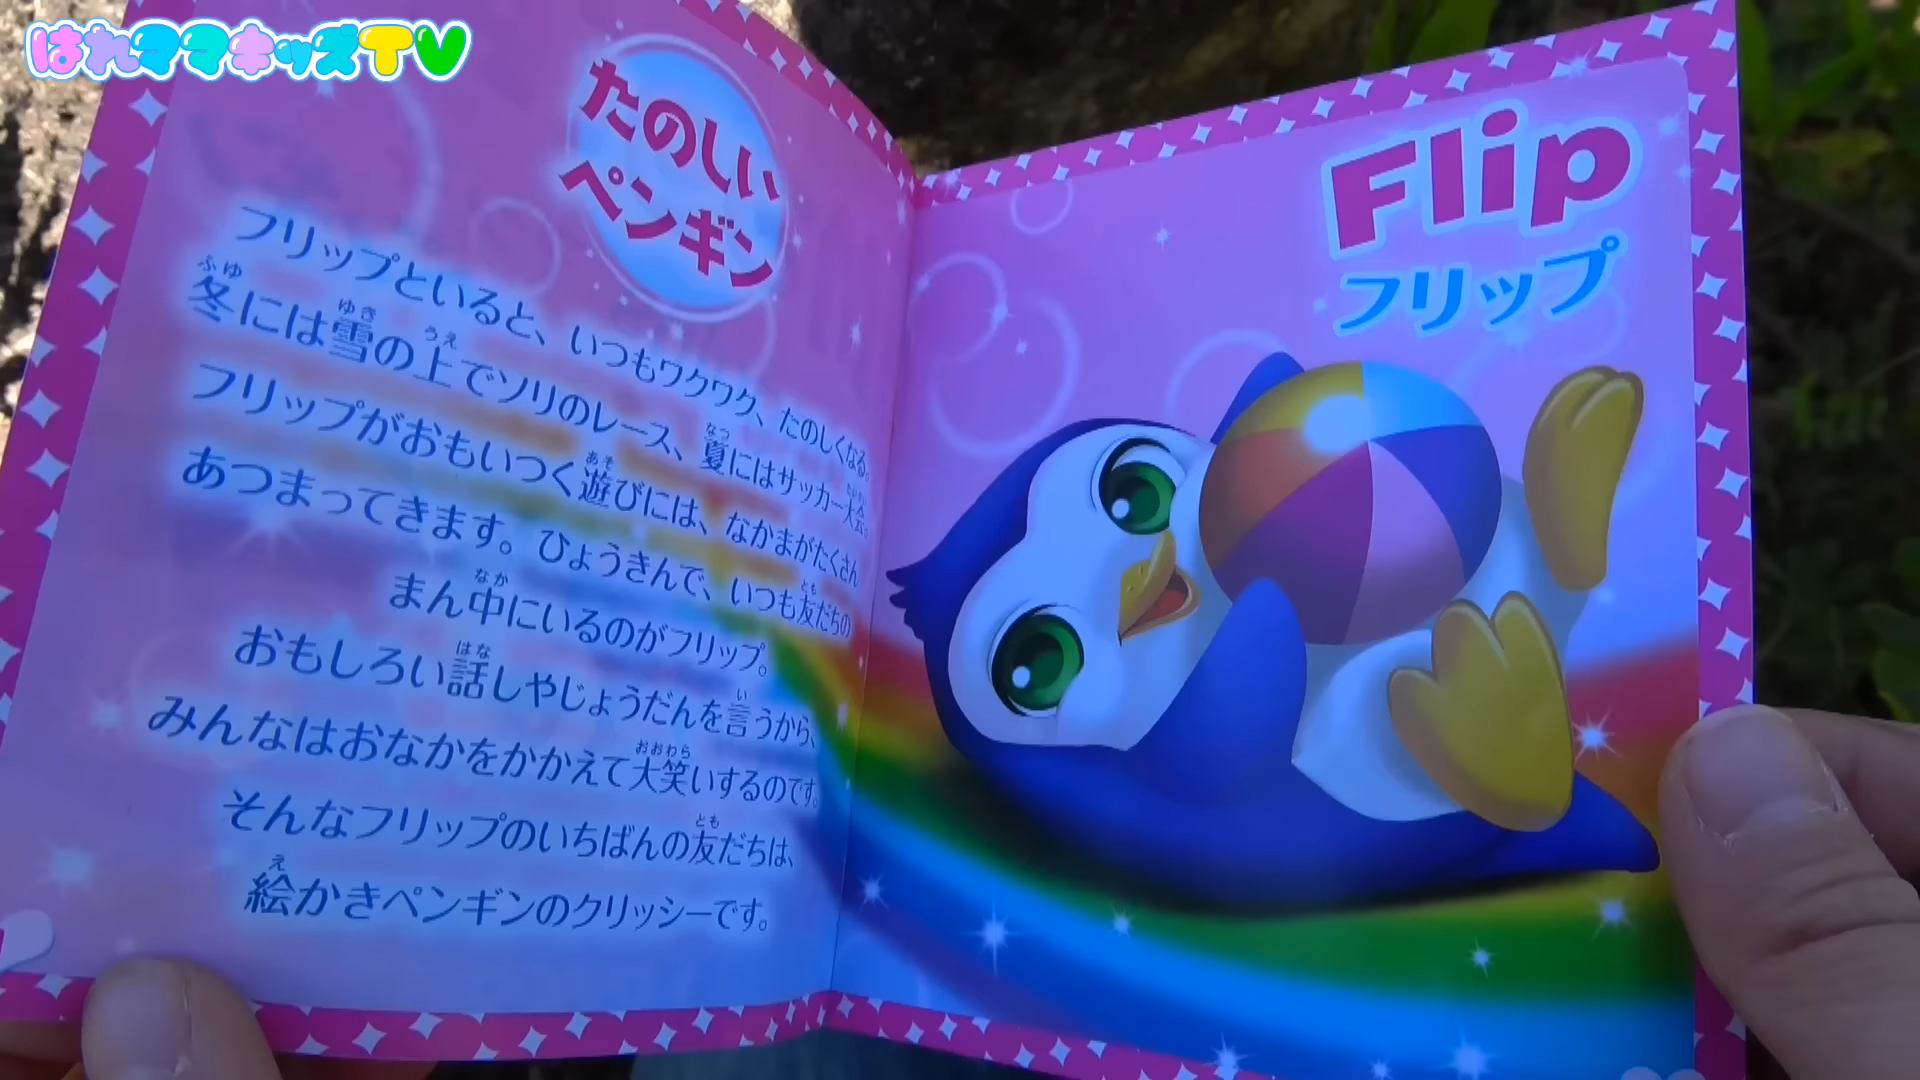 はれママキッズTV
たのしい
ペンギン
フリップといると、いつもワクワク、たのしくなる。
冬には雪の上でソリのレース、夏にはサッカー大会。
フリップがおもいつく遊びには、なかまがたくさん
あつまってきます。ひょうきんで、いつも友だちの
まん中にいるのがフリップ。
おもしろい話しやじょうだんを言うから、
みんなはおなかをかかえて大笑いするのです。
そんなフリップのいちばんの友だちは、
絵かきペンギンのクリッシーです。
Flip
フリップ